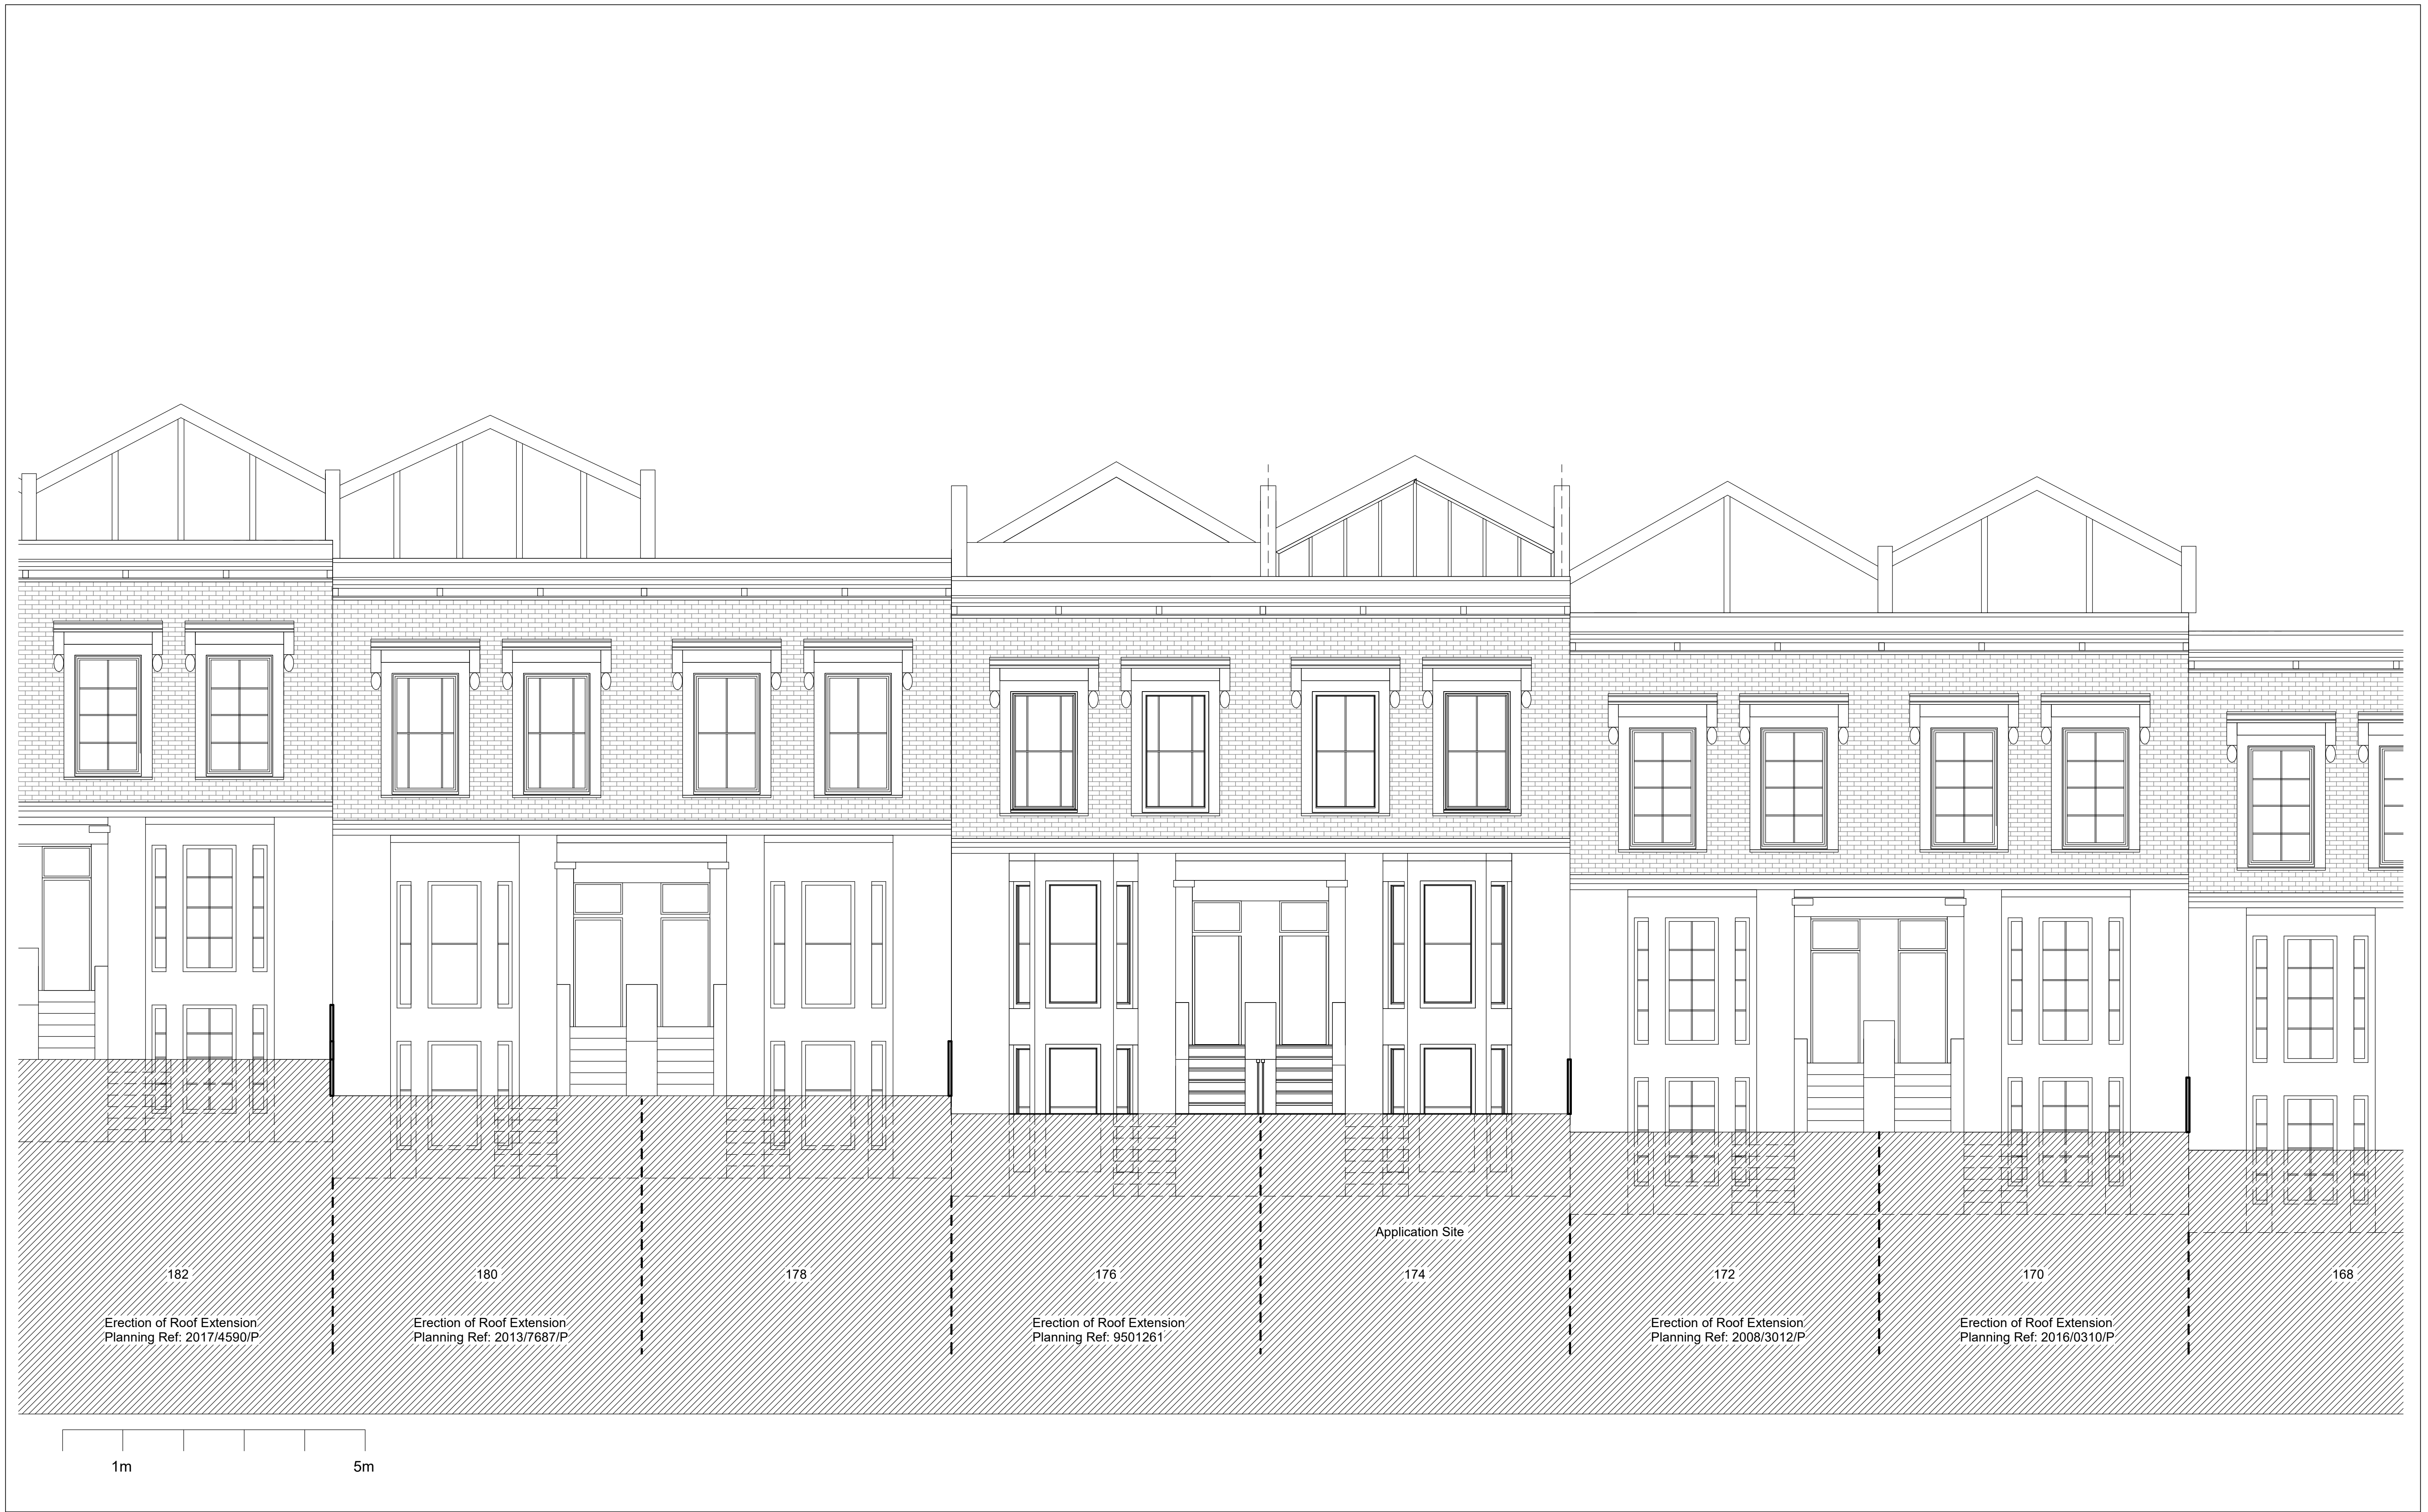 Application Site
182
180
178
176
174
172
170
168
Erection of Roof Extension
Planning Ref: 2017/4590/P
Erection of Roof Extension
Planning Ref: 2013/7687/P
Erection of Roof Extension
Planning Ref: 9501261
Erection of Roof Extension
Planning Ref: 2008/3012/P
Erection of Roof Extension
Planning Ref: 2016/0310/P
1m
5m